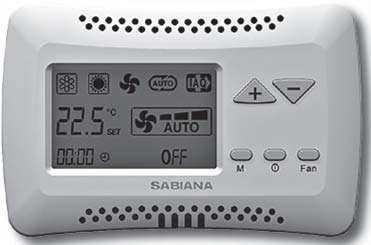 AUTO IAQ
+ −
22.5 °C SET
AUTO
00:00 OFF
M Fan
SABIANA